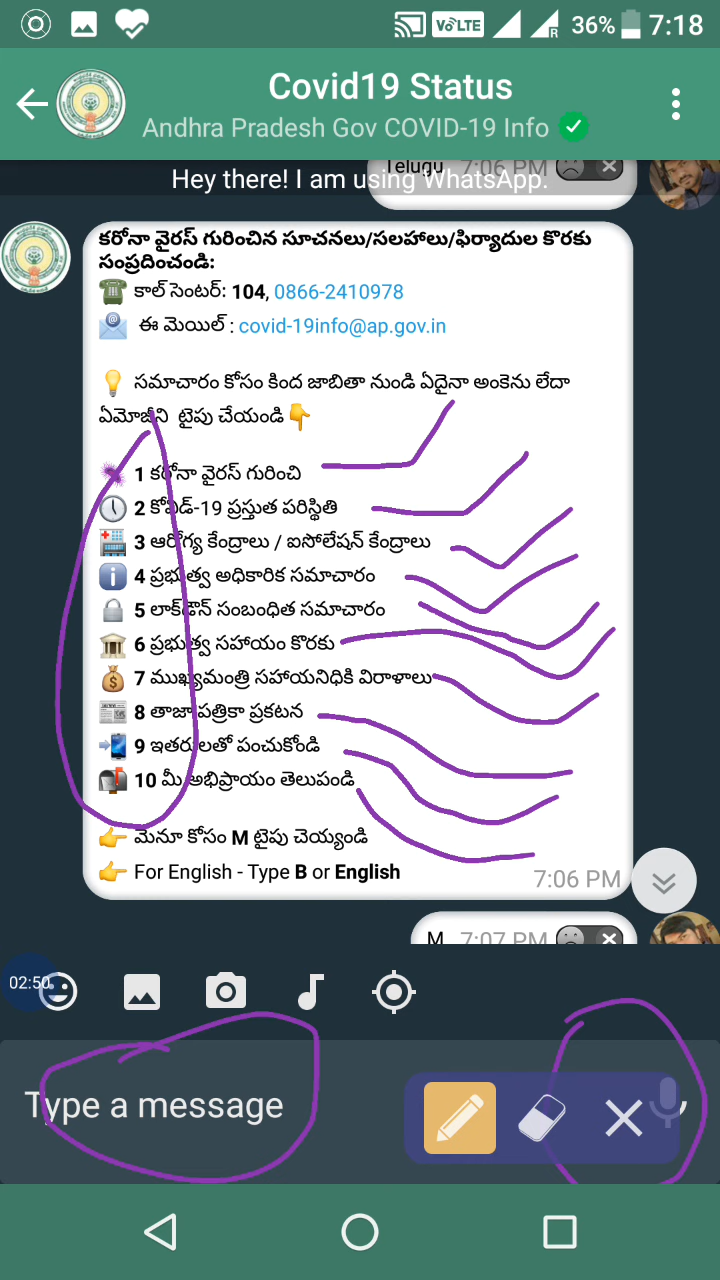 36% 7:18
Covid19 Status
Andhra Pradesh Gov COVID-19 Info
Telugu 7:06 PM
Hey there! I am using WhatsApp.
కరోనా వైరస్ గురించిన సూచనలు/సలహాలు/ఫిర్యాదుల కొరకు
సంప్రదించండి:
కాల్ సెంటర్: 104, 0866-2410978
ఈ మెయిల్ : covid-19info@ap.gov.in
సమాచారం కోసం కింద జాబితా నుండి ఏదైనా అంకెను లేదా
ఏమోజీని టైపు చేయండి
1 కరోనా వైరస్ గురించి
2 కోవిడ్-19 ప్రస్తుత పరిస్థితి
3 ఆరోగ్య కేంద్రాలు / ఐసోలేషన్ కేంద్రాలు
4 ప్రభుత్వ అధికారిక సమాచారం
5 లాక్‌డౌన్ సంబంధిత సమాచారం
6 ప్రభుత్వ సహాయం కొరకు
7 ముఖ్యమంత్రి సహాయనిధికి విరాళాలు
8 తాజా పత్రికా ప్రకటన
9 ఇతరులతో పంచుకోండి
10 మీ అభిప్రాయం తెలుపండి
మెనూ కోసం M టైపు చెయ్యండి
For English - Type B or English
7:06 PM
M 7:07 PM
02:50
Type a message